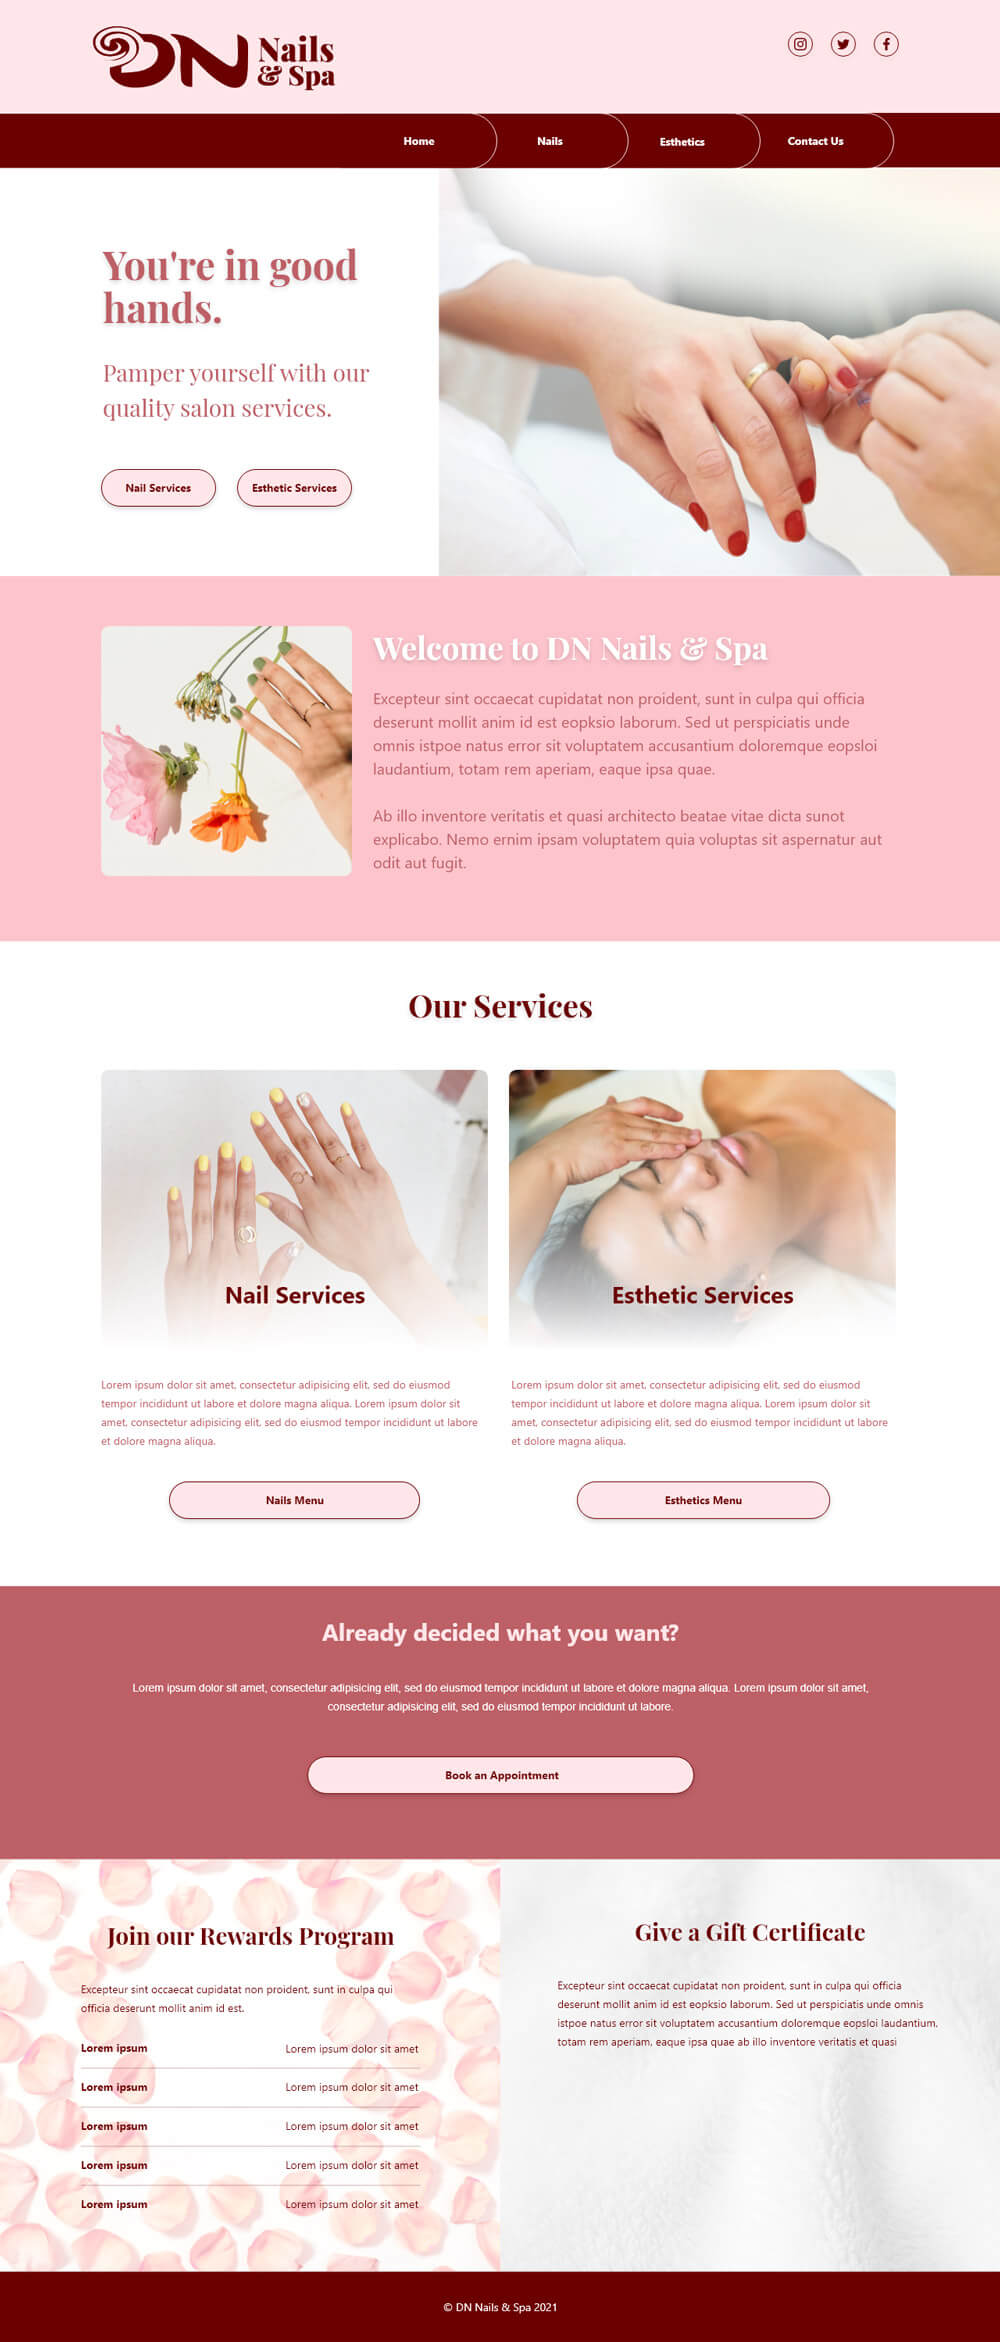 DN Nails
& Spa
Home
Nails
Esthetics
Contact Us
You're in good
hands.
Pamper yourself with our
quality salon services.
Nail Services
Esthetic Services
Welcome to DN Nails & Spa
Excepteur sint occaecat cupidatat non proident, sunt in culpa qui officia
deserunt mollit anim id est eopksio laborum. Sed ut perspiciatis unde
omnis istpoe natus error sit voluptatem accusantium doloremque eopsloi
laudantium, totam rem aperiam, eaque ipsa quae.
Ab illo inventore veritatis et quasi architecto beatae vitae dicta sunot
explicabo. Nemo ernim ipsam voluptatem quia voluptas sit aspernatur aut
odit aut fugit.
Our Services
Nail Services
Lorem ipsum dolor sit amet, consectetur adipisicing elit, sed do eiusmod
tempor incididunt ut labore et dolore magna aliqua. Lorem ipsum dolor sit
amet, consectetur adipisicing elit, sed do eiusmod tempor incididunt ut labore
et dolore magna aliqua.
Nails Menu
Esthetic Services
Lorem ipsum dolor sit amet, consectetur adipisicing elit, sed do eiusmod
tempor incididunt ut labore et dolore magna aliqua. Lorem ipsum dolor sit
amet, consectetur adipisicing elit, sed do eiusmod tempor incididunt ut labore
et dolore magna aliqua.
Esthetics Menu
Already decided what you want?
Lorem ipsum dolor sit amet, consectetur adipisicing elit, sed do eiusmod tempor incididunt ut labore et dolore magna aliqua. Lorem ipsum dolor sit amet,
consectetur adipisicing elit, sed do eiusmod tempor incididunt ut labore.
Book an Appointment
Join our Rewards Program
Excepteur sint occaecat cupidatat non proident, sunt in culpa qui
officia deserunt mollit anim id est.
Lorem ipsum Lorem ipsum dolor sit amet
Lorem ipsum Lorem ipsum dolor sit amet
Lorem ipsum Lorem ipsum dolor sit amet
Lorem ipsum Lorem ipsum dolor sit amet
Lorem ipsum Lorem ipsum dolor sit amet
Give a Gift Certificate
Excepteur sint occaecat cupidatat non proident, sunt in culpa qui officia
deserunt mollit anim id est eopksio laborum. Sed ut perspiciatis unde omnis
istpoe natus error sit voluptatem accusantium doloremque eopsloi laudantium,
totam rem aperiam, eaque ipsa quae ab illo inventore veritatis et quasi
© DN Nails & Spa 2021